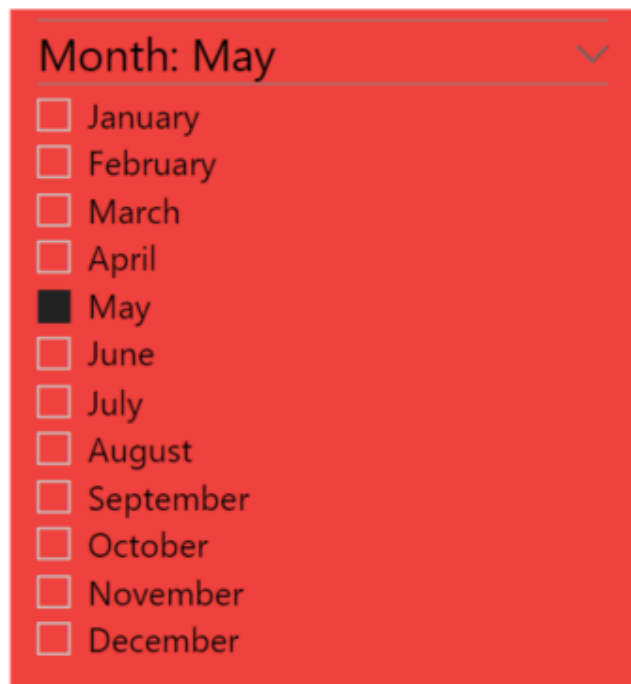 Month: May
January
February
March
April
May
June
July
August
September
October
November
December